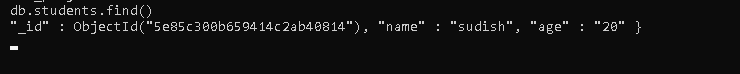 db.students.find()
"_id" : ObjectId("5e85c300b659414c2ab40814"), "name" : "sudish", "age" : "20" }